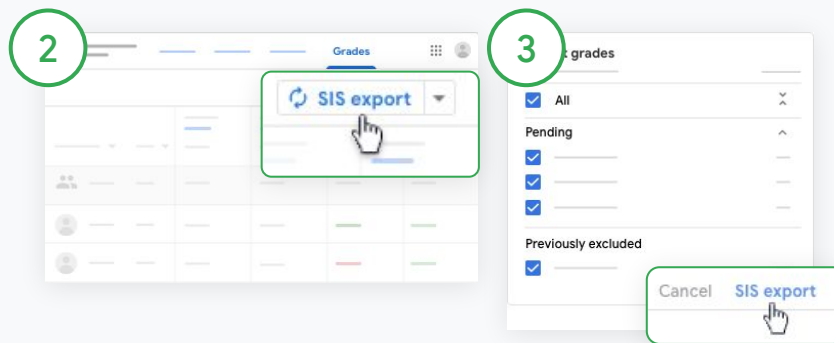 2
Grades
SIS export
3
grades
All
Pending
Previously excluded
Cancel
SIS export